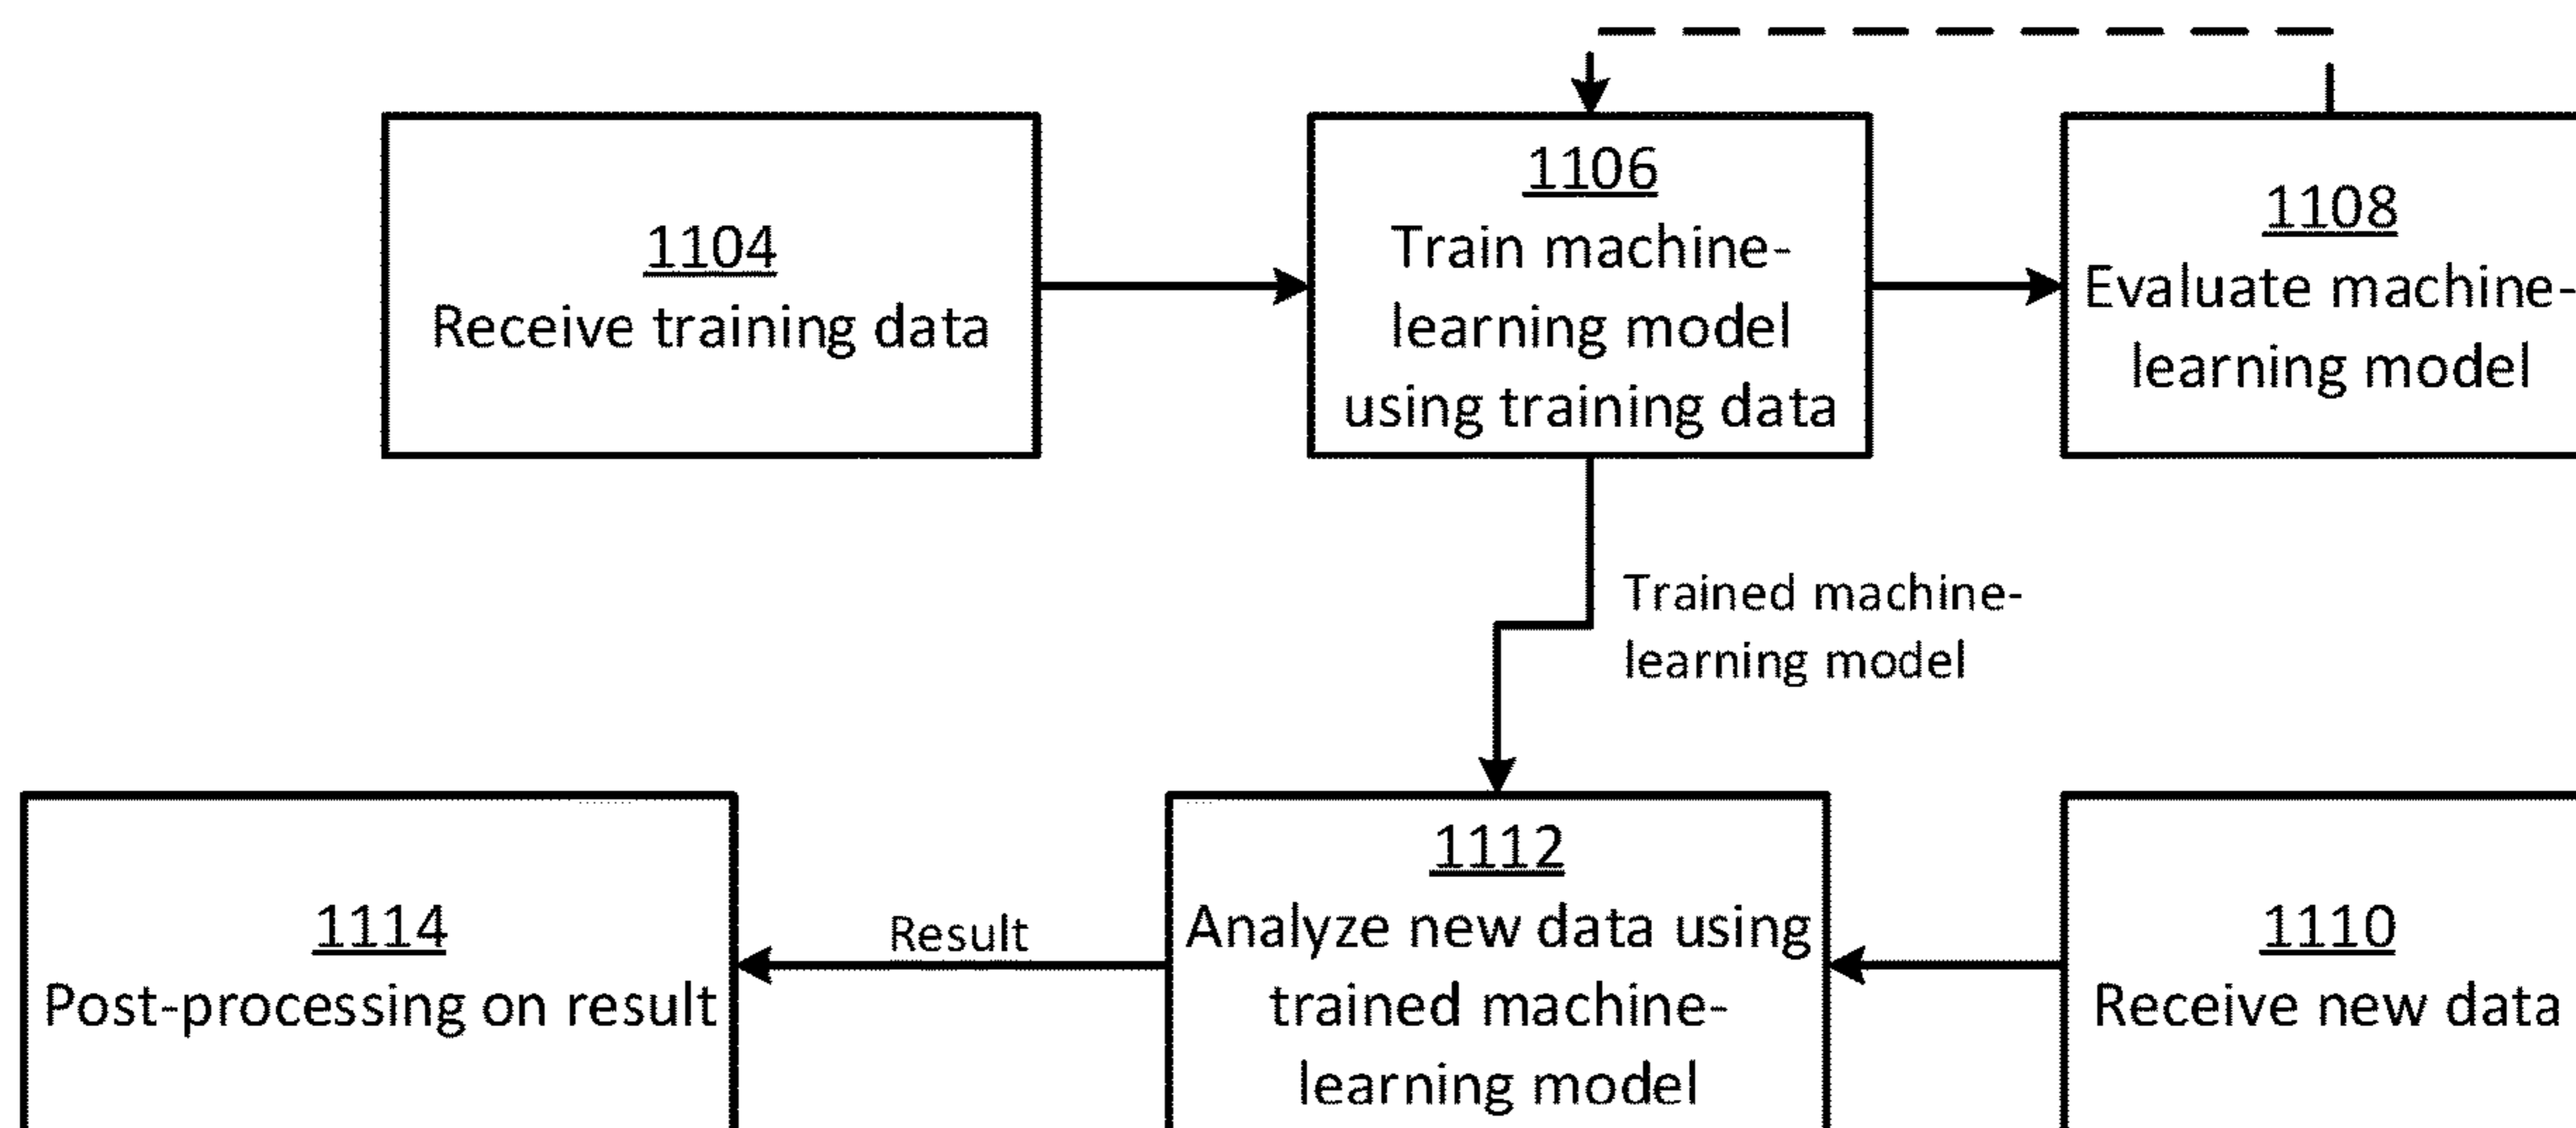 1104
Receive training data
1106
Train machine-
learning model
using training data
1108
Evaluate machine-
learning model
Trained machine-
learning model
1114
Post-processing on result
Result
1112
Analyze new data using
trained machine-
learning model
1110
Receive new data